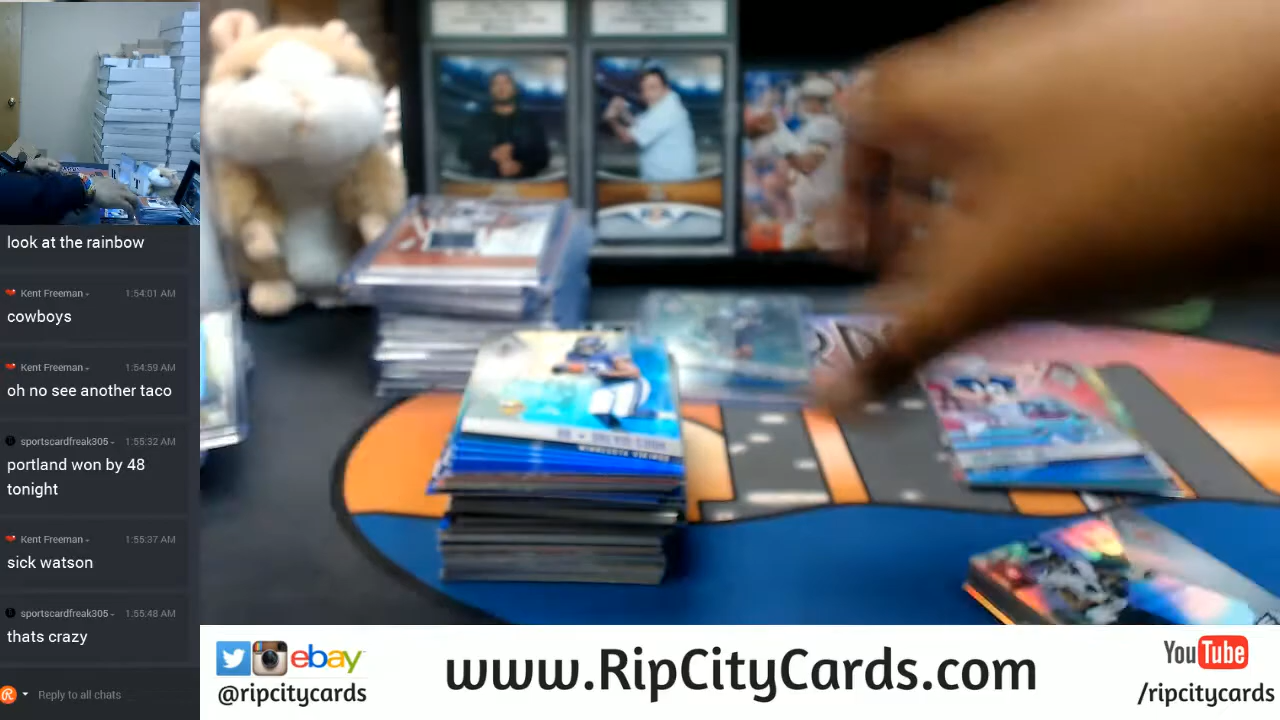 look at the rainbow
Kent Freeman 1:54:01 AM
cowboys
Kent Freeman 1:54:59 AM
oh no see another taco
sportscardfreak305 1:55:32 AM
portland won by 48
tonight
Kent Freeman 1:55:37 AM
sick watson
sportscardfreak305 1:55:48 AM
thats crazy
Reply to all chats
MINNESOTA VIKINGS
ebay
@ripcitycards
www.RipCityCards.com
YouTube
/ripcitycards